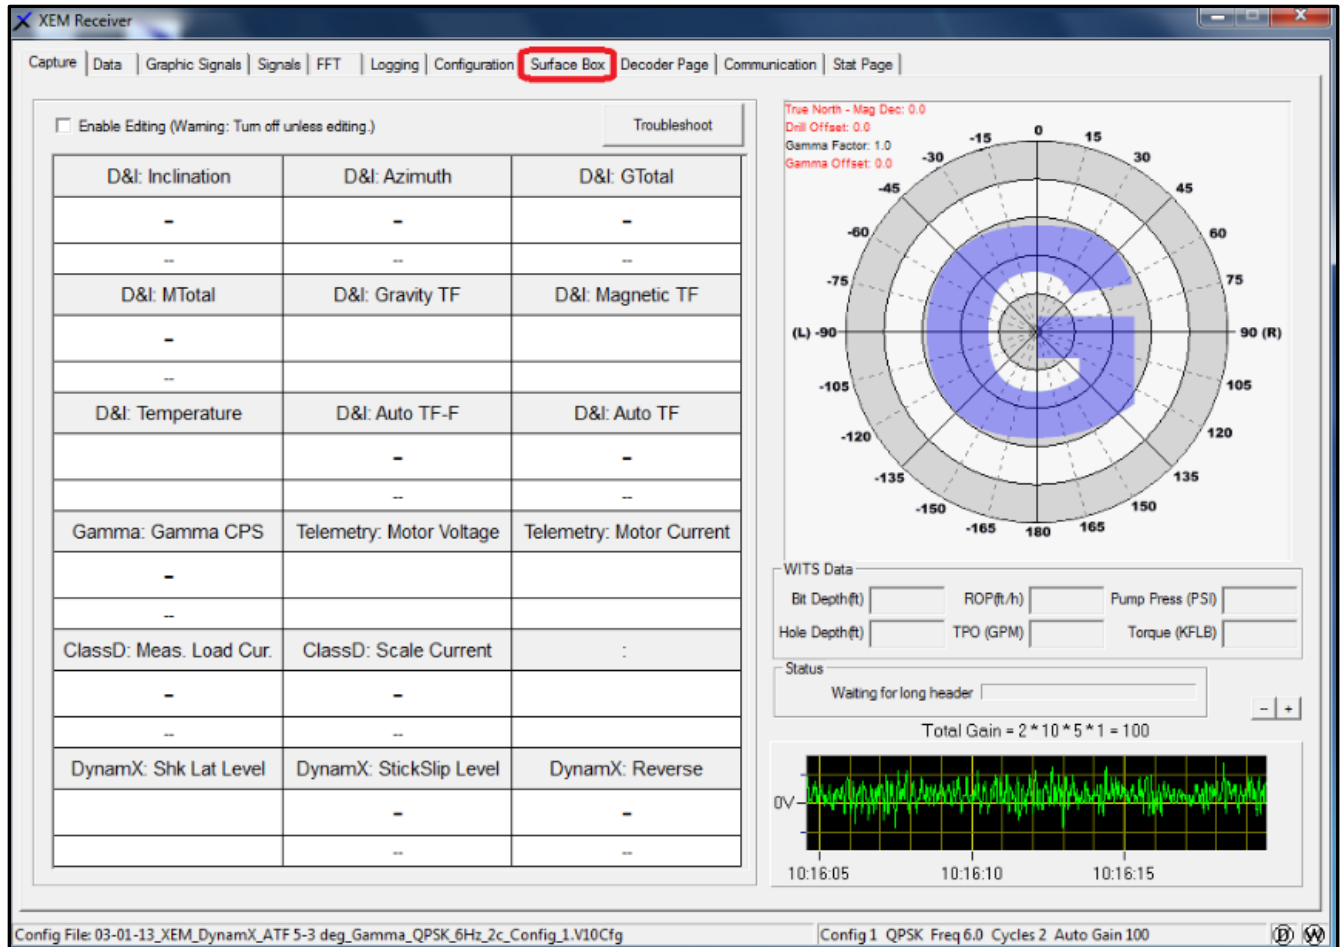 XEM Receiver
Capture Data Graphic Signals Signals FFT Logging Configuration Surface Box Decoder Page Communication Stat Page
Enable Editing (Warning: Turn off unless editing.) Troubleshoot
D&I: Inclination D&I: Azimuth D&I: GTotal
- - -
-- -- --
D&I: MTotal D&I: Gravity TF D&I: Magnetic TF
-
--
D&I: Temperature D&I: Auto TF-F D&I: Auto TF
- -
-- --
Gamma: Gamma CPS Telemetry: Motor Voltage Telemetry: Motor Current
-
--
ClassD: Meas. Load Cur. ClassD: Scale Current :
- -
-- --
DynamX: Shk Lat Level DynamX: StickSlip Level DynamX: Reverse
- -
-- --
True North - Mag Dec: 0.0
Drill Offset: 0.0
Gamma Factor: 1.0
Gamma Offset: 0.0
-15 0 15
-30 30
-45 45
-60 60
-75 75
G
(L) -90 90 (R)
-105 105
-120 120
-135 135
-150 150
-165 180 165
WITS Data
Bit Depth(ft) ROP(ft/h) Pump Press (PSI)
Hole Depth(ft) TPO (GPM) Torque (KFLB)
Status
Waiting for long header
- +
Total Gain = 2 * 10 * 5 * 1 = 100
0V
10:16:05 10:16:10 10:16:15
Config File: 03-01-13_XEM_DynamX_ATF 5-3 deg_Gamma_QPSK_6Hz_2c_Config_1.V10Cfg Config 1 QPSK Freq 6.0 Cycles 2 Auto Gain 100 D W